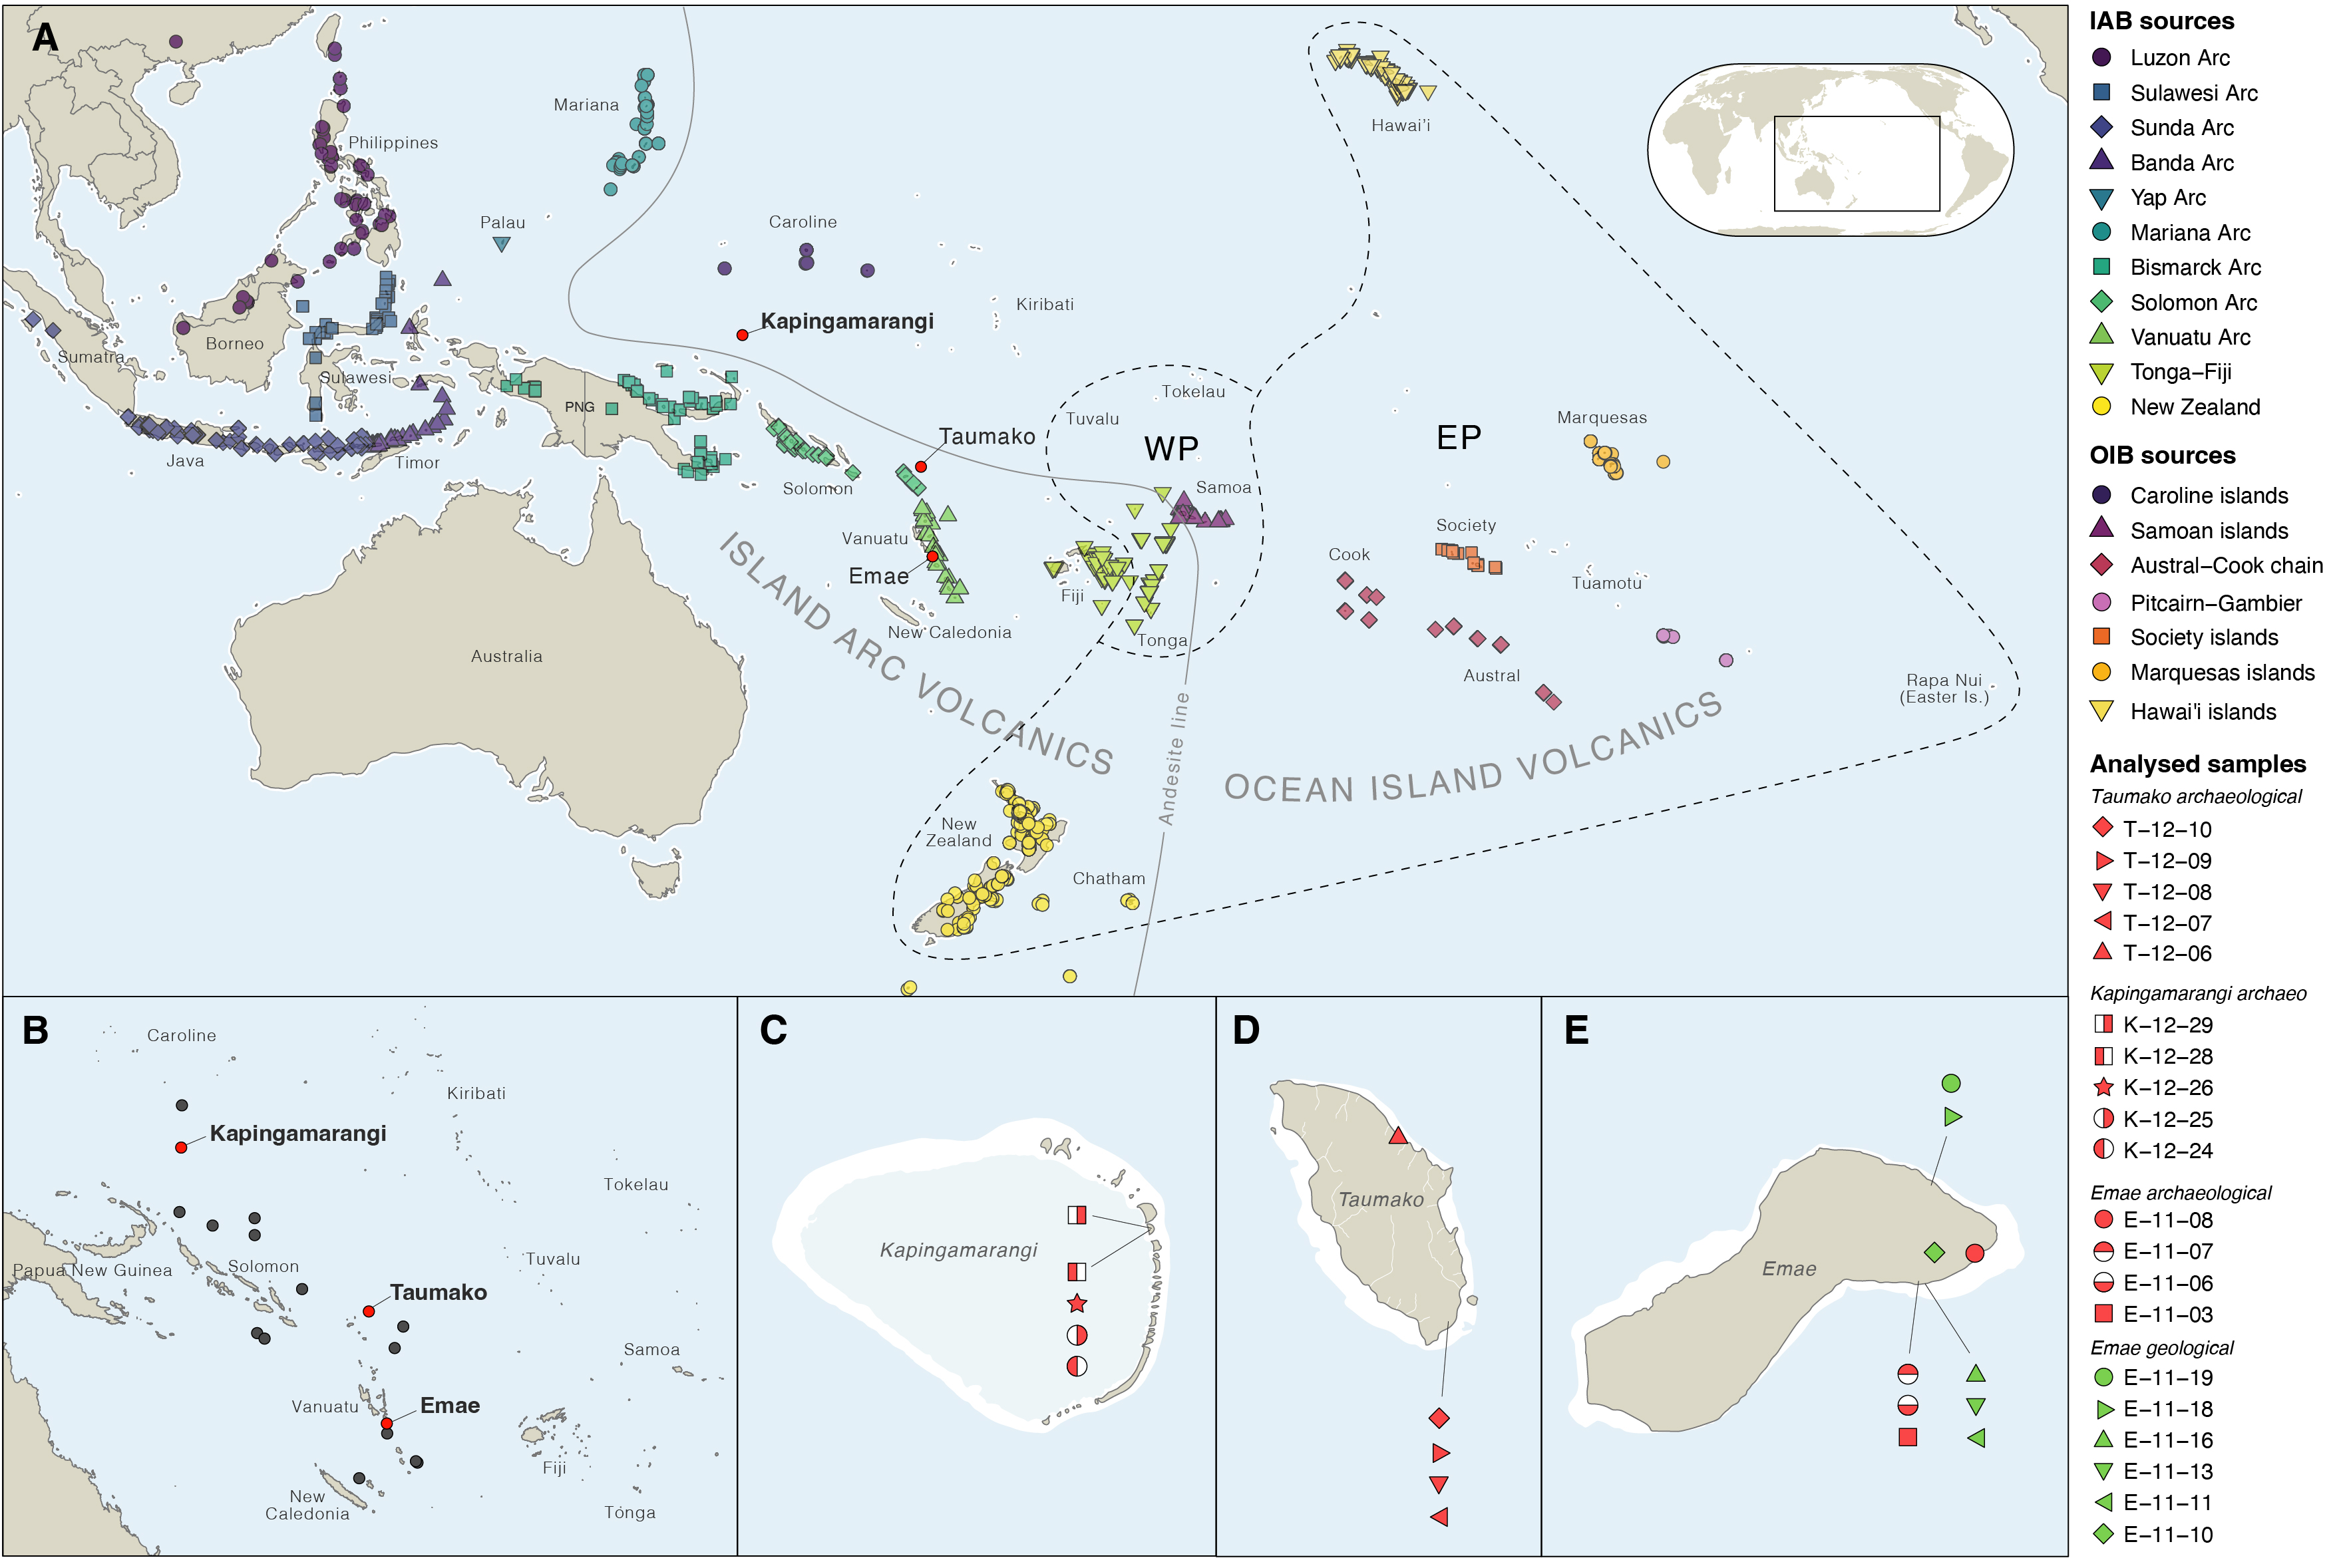 A
Philippines
Mariana
Palau
Caroline
Kapingamarangi
Kiribati
Hawai'i
Sumatra
Borneo
Sulawesi
Java
Timor
PNG
Solomon
Taumako
Tokelau
Tuvalu
WP
EP
Marquesas
Samoa
Society
Cook
Tuamotu
Vanuatu
Emae
Fiji
New Caledonia
Tonga
Austral
Rapa Nui
(Easter Is.)
Australia
ISLAND ARC VOLCANICS
OCEAN ISLAND VOLCANICS
Andesite line
New
Zealand
Chatham
B
Caroline
Kiribati
Kapingamarangi
Tokelau
Papua New Guinea
Solomon
Tuvalu
Taumako
Samoa
Vanuatu
Emae
Fiji
New
Caledonia
Tonga
C
Kapingamarangi
D
Taumako
E
Emae
IAB sources
Luzon Arc
Sulawesi Arc
Sunda Arc
Banda Arc
Yap Arc
Mariana Arc
Bismarck Arc
Solomon Arc
Vanuatu Arc
Tonga−Fiji
New Zealand
OIB sources
Caroline islands
Samoan islands
Austral−Cook chain
Pitcairn−Gambier
Society islands
Marquesas islands
Hawai'i islands
Analysed samples
Taumako archaeological
T−12−10
T−12−09
T−12−08
T−12−07
T−12−06
Kapingamarangi archaeo
K−12−29
K−12−28
K−12−26
K−12−25
K−12−24
Emae archaeological
E−11−08
E−11−07
E−11−06
E−11−03
Emae geological
E−11−19
E−11−18
E−11−16
E−11−13
E−11−11
E−11−10